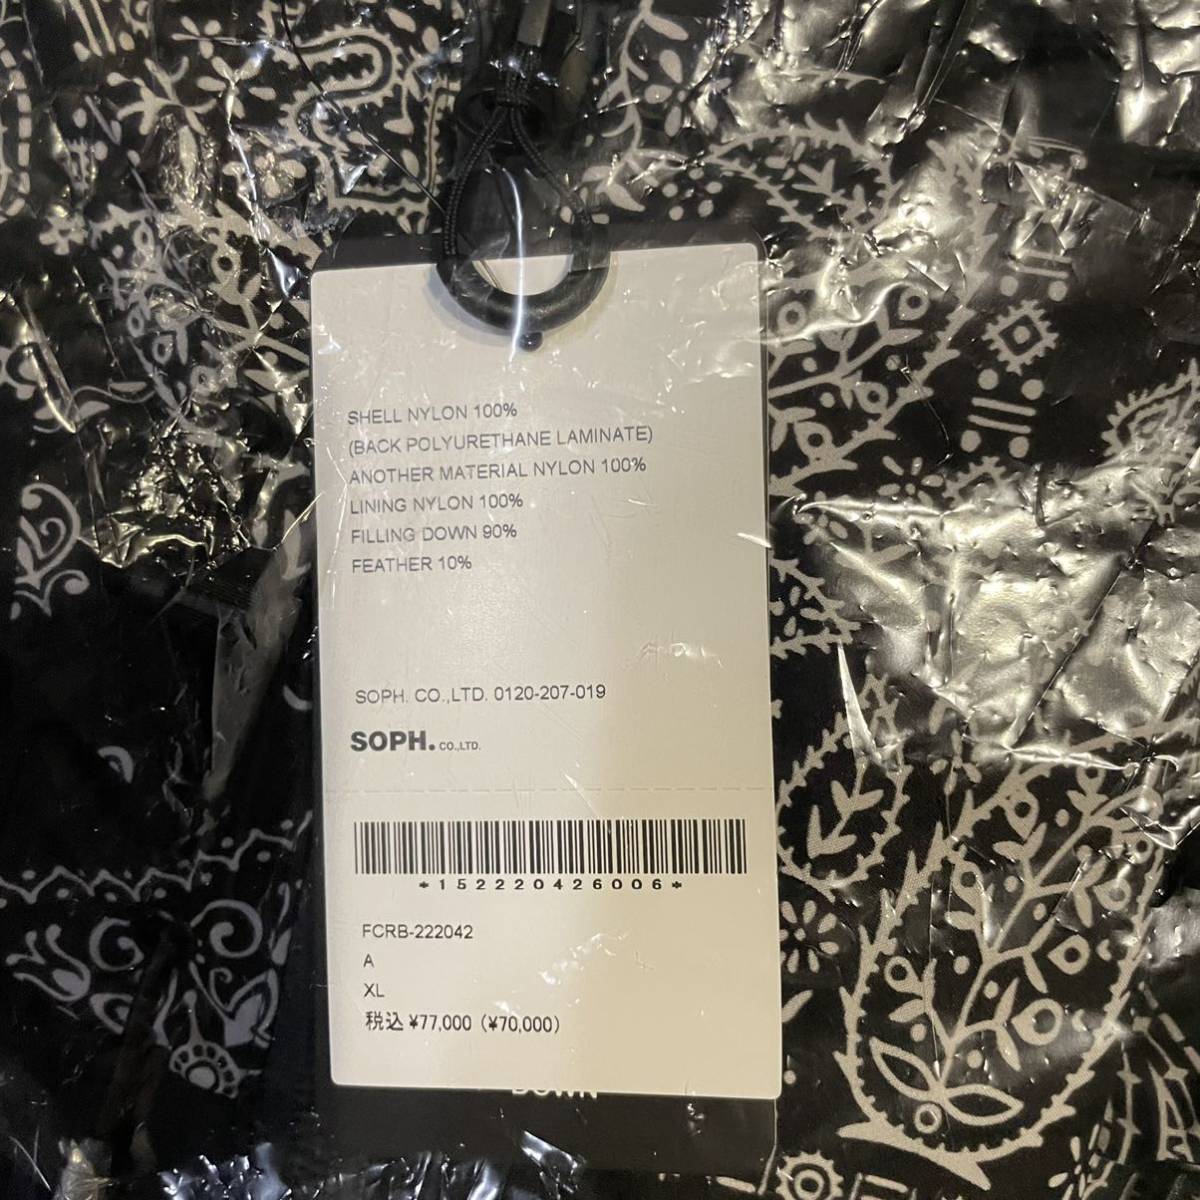 SHELL NYLON 100%
(BACK POLYURETHANE LAMINATE)
ANOTHER MATERIAL NYLON 100%
LINING NYLON 100%
FILLING DOWN 90%
FEATHER 10%
SOPH. CO.,LTD. 0120-207-019
SOPH. CO.,LTD.
*152220426006*
FCRB-222042
A
XL
税込 ¥77,000 (¥70,000)
DOWN